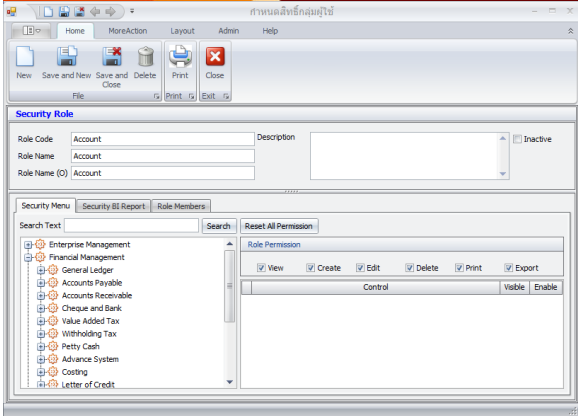 กำหนดสิทธิ์กลุ่มผู้ใช้
Home MoreAction Layout Admin Help
New Save and New Save and Close Delete Print Close
File Print Exit
Security Role
Role Code Account Description Inactive
Role Name Account
Role Name (O) Account
Security Menu Security BI Report Role Members
Search Text Search Reset All Permission
Enterprise Management Role Permission
Financial Management
General Ledger View Create Edit Delete Print Export
Accounts Payable Control Visible Enable
Accounts Receivable
Cheque and Bank
Value Added Tax
Withholding Tax
Petty Cash
Advance System
Costing
Letter of Credit